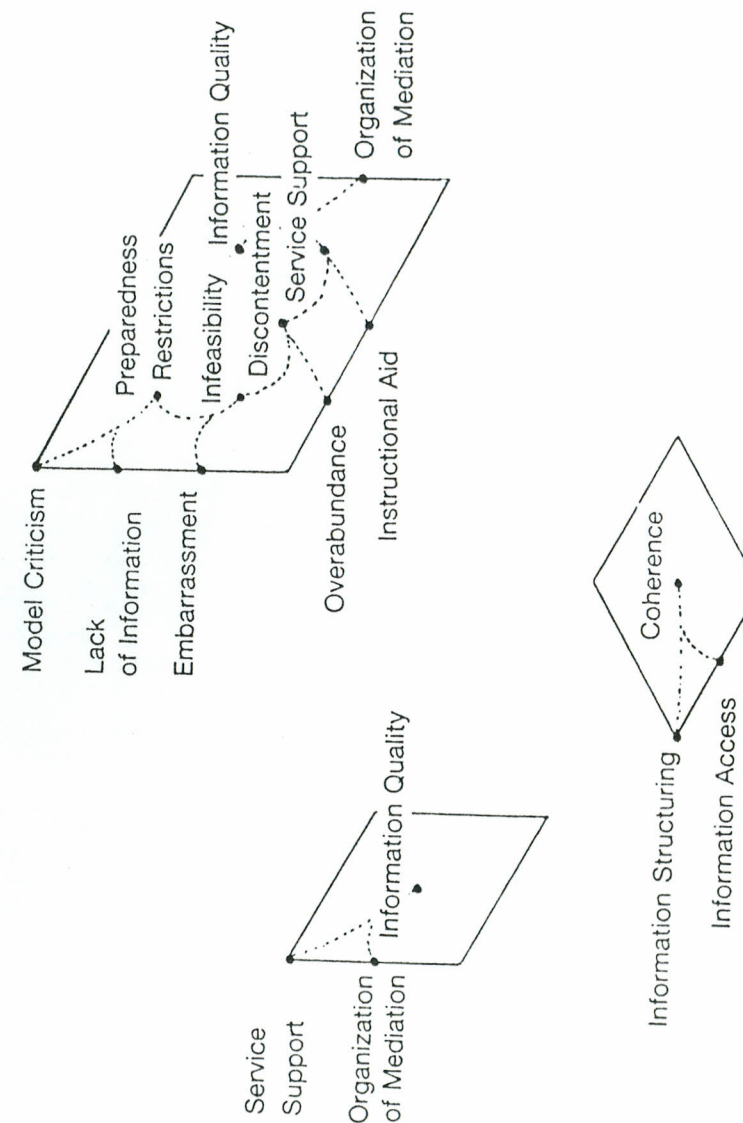 Service
Support
Organization
of Mediation
Information Quality
Model Criticism
Lack
of Information
Embarrassment
Preparedness
Restrictions
Infeasibility
Information Quality
Discontentment
Service Support
Overabundance
Instructional Aid
Organization
of Mediation
Coherence
Information Structuring
Information Access